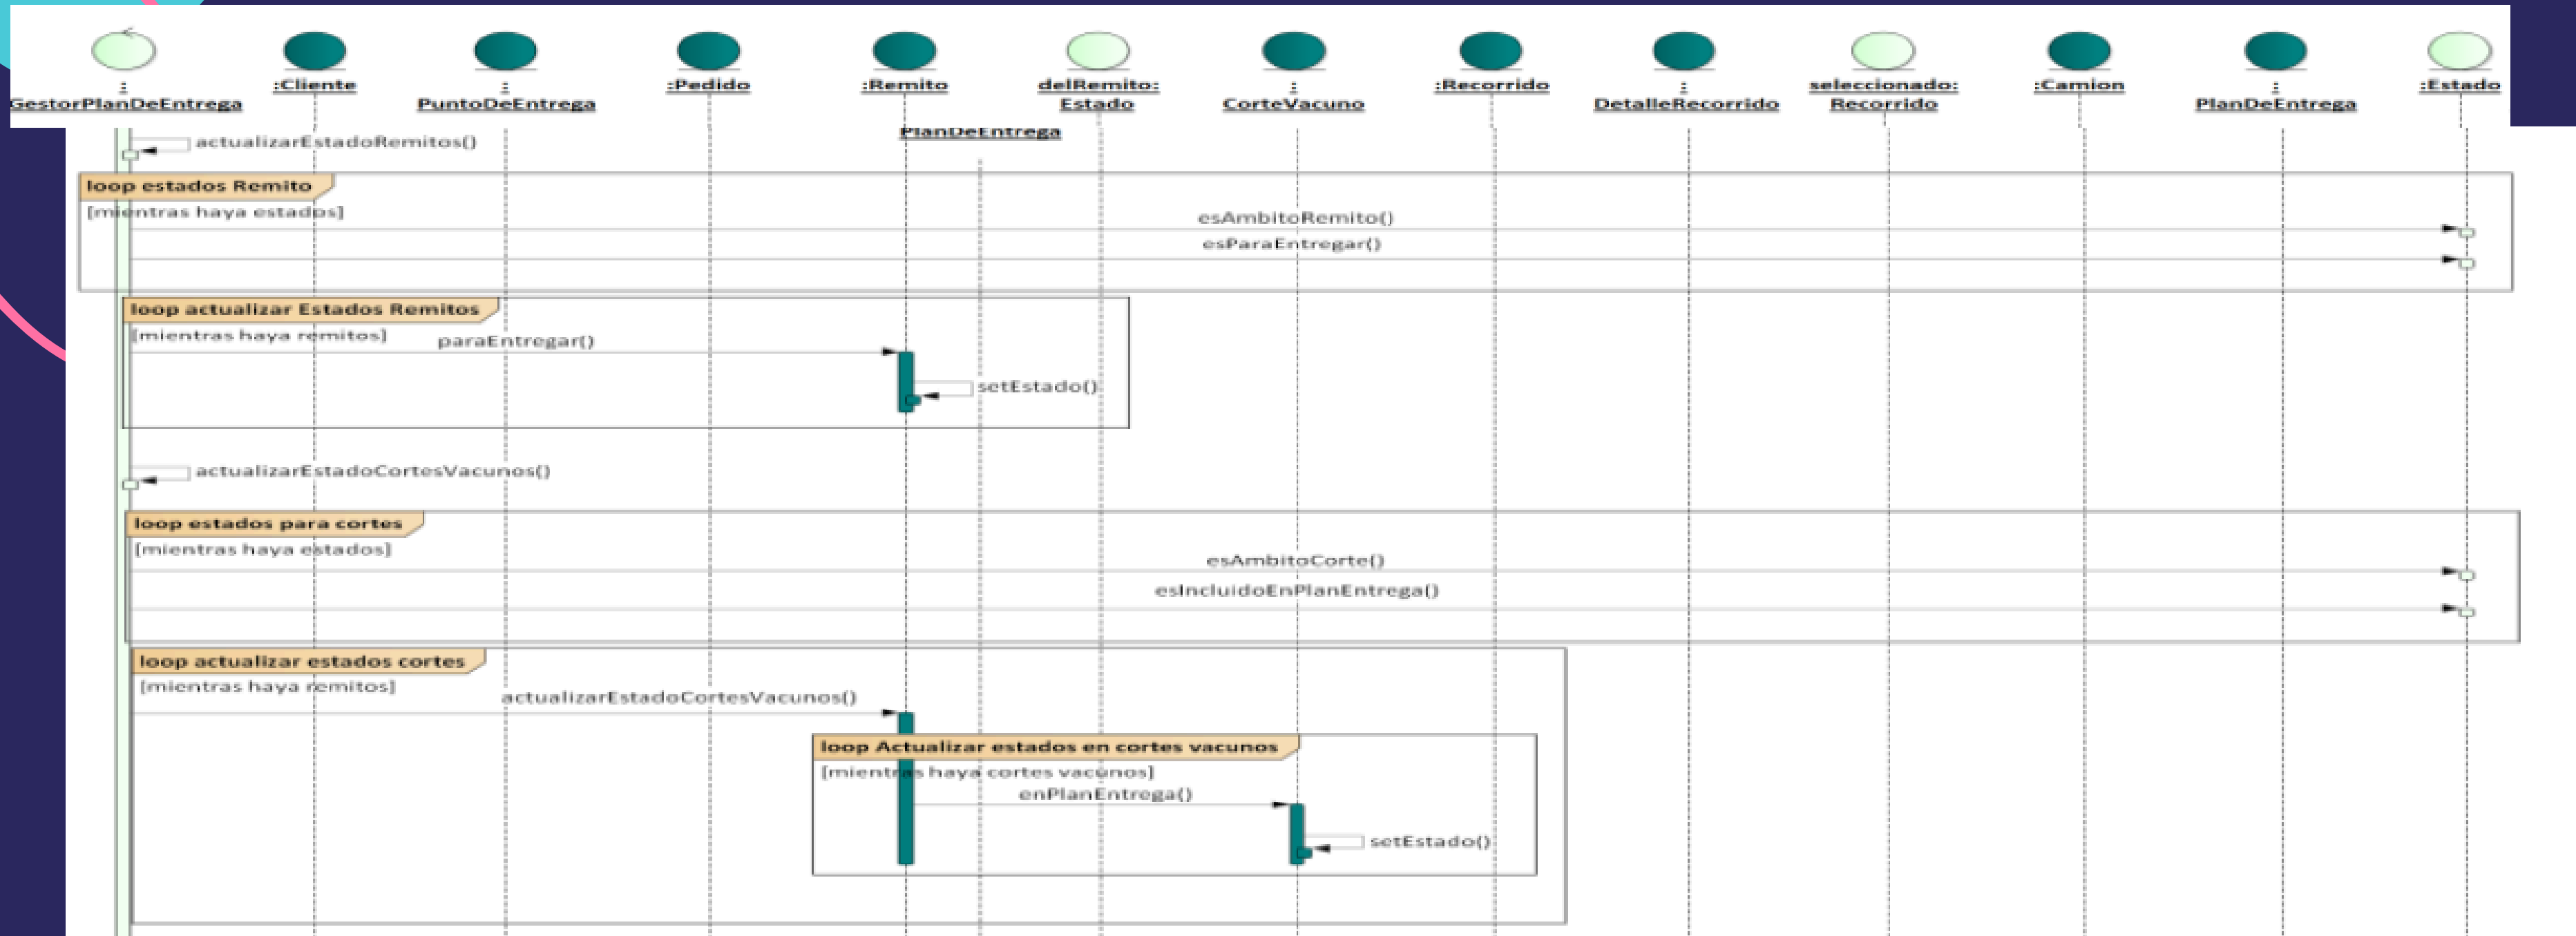 :
GestorPlanDeEntrega
:Cliente
:
PuntoDeEntrega
:Pedido
:Remito
delRemito:
Estado
:
CorteVacuno
:Recorrido
:
DetalleRecorrido
seleccionado:
Recorrido
:Camion
:
PlanDeEntrega
:Estado
PlanDeEntrega
actualizarEstadoRemitos()
loop estados Remito
[mientras haya estados]
esAmbitoRemito()
esParaEntregar()
loop actualizar Estados Remitos
[mientras haya remitos]
paraEntregar()
setEstado()
actualizarEstadoCortesVacunos()
loop estados para cortes
[mientras haya estados]
esAmbitoCorte()
esIncluidoEnPlanEntrega()
loop actualizar estados cortes
[mientras haya remitos]
actualizarEstadoCortesVacunos()
loop Actualizar estados en cortes vacunos
[mientras haya cortes vacunos]
enPlanEntrega()
setEstado()